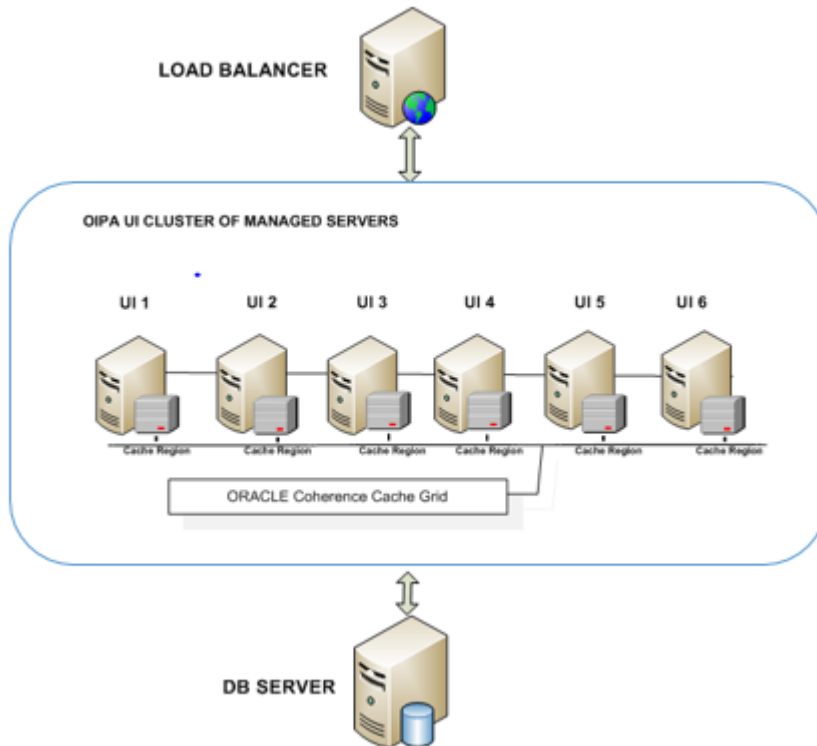 LOAD BALANCER
OIPA UI CLUSTER OF MANAGED SERVERS
UI 1
UI 2
UI 3
UI 4
UI 5
UI 6
Cache Region
Cache Region
Cache Region
Cache Region
Cache Region
Cache Region
ORACLE Coherence Cache Grid
DB SERVER